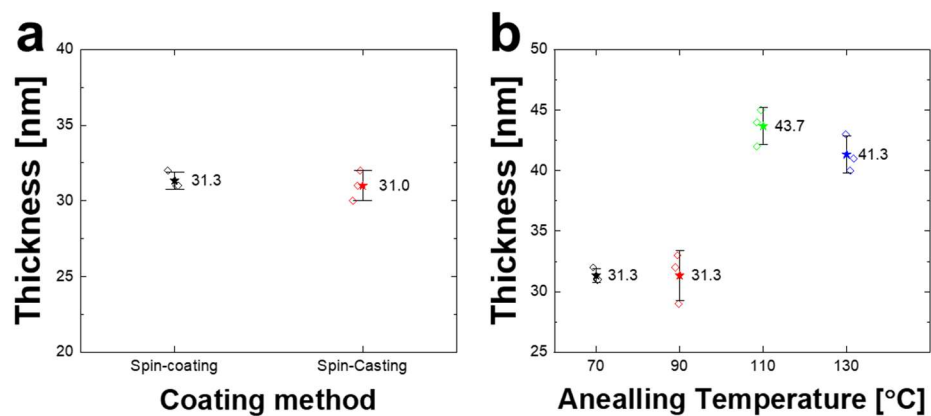 a
Thickness [nm]
40
35
30
25
20
31.3
31.0
Spin-coating
Spin-Casting
Coating method
b
Thickness [nm]
50
45
40
35
30
25
31.3
31.3
43.7
41.3
70
90
110
130
Anealling Temperature [°C]